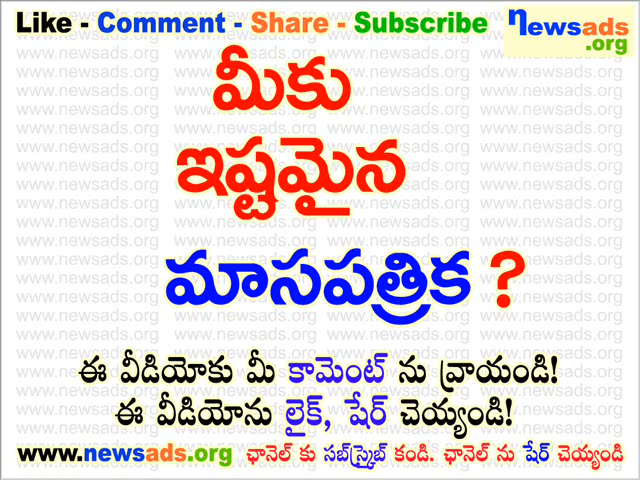 Like - Comment - Share - Subscribe
newsads
.org
మీకు
ఇష్టమైన
మాసపత్రిక ?
ఈ వీడియోకు మీ కామెంట్ ను వ్రాయండి!
ఈ వీడియోను లైక్, షేర్ చెయ్యండి!
www.newsads.org ఛానెల్ కు సబ్‌స్క్రైబ్ కండి. ఛానెల్ ను షేర్ చెయ్యండి